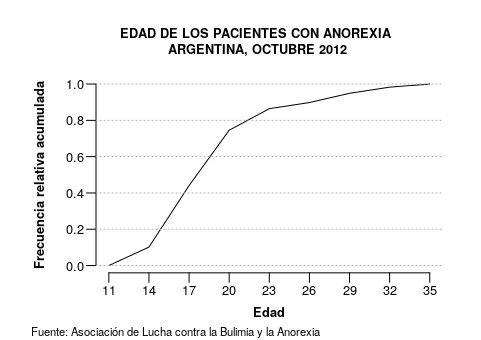 EDAD DE LOS PACIENTES CON ANOREXIA
ARGENTINA, OCTUBRE 2012
Frecuencia relativa acumulada
1.0
0.8
0.6
0.4
0.2
0.0
11 14 17 20 23 26 29 32 35
Edad
Fuente: Asociación de Lucha contra la Bulimia y la Anorexia